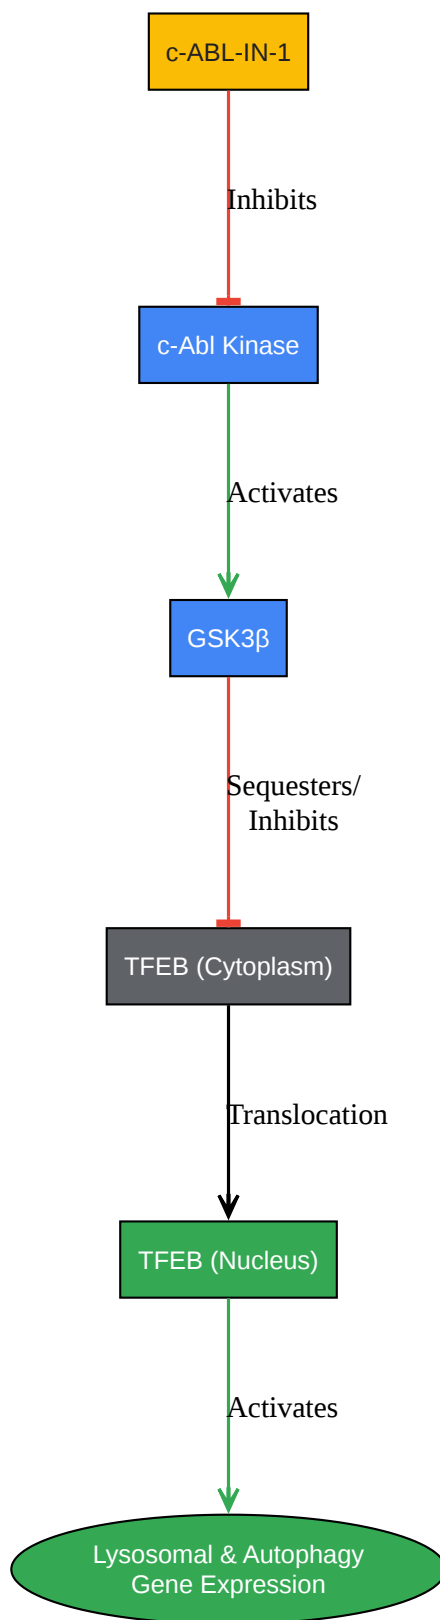 c-ABL-IN-1
Inhibits
c-Abl Kinase
Activates
GSK3β
Sequesters/
Inhibits
TFEB (Cytoplasm)
Translocation
TFEB (Nucleus)
Activates
Lysosomal & Autophagy
Gene Expression